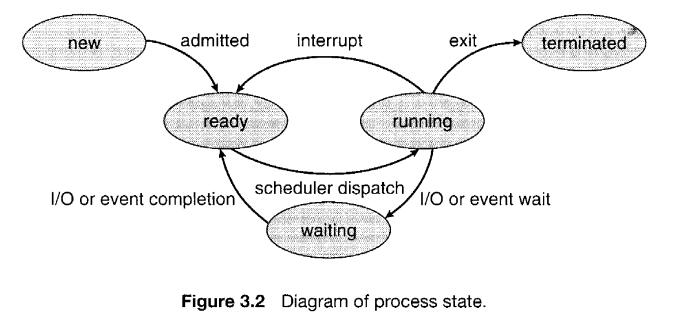 new
admitted
interrupt
exit
terminated
ready
running
I/O or event completion
scheduler dispatch
I/O or event wait
waiting
Figure 3.2 Diagram of process state.